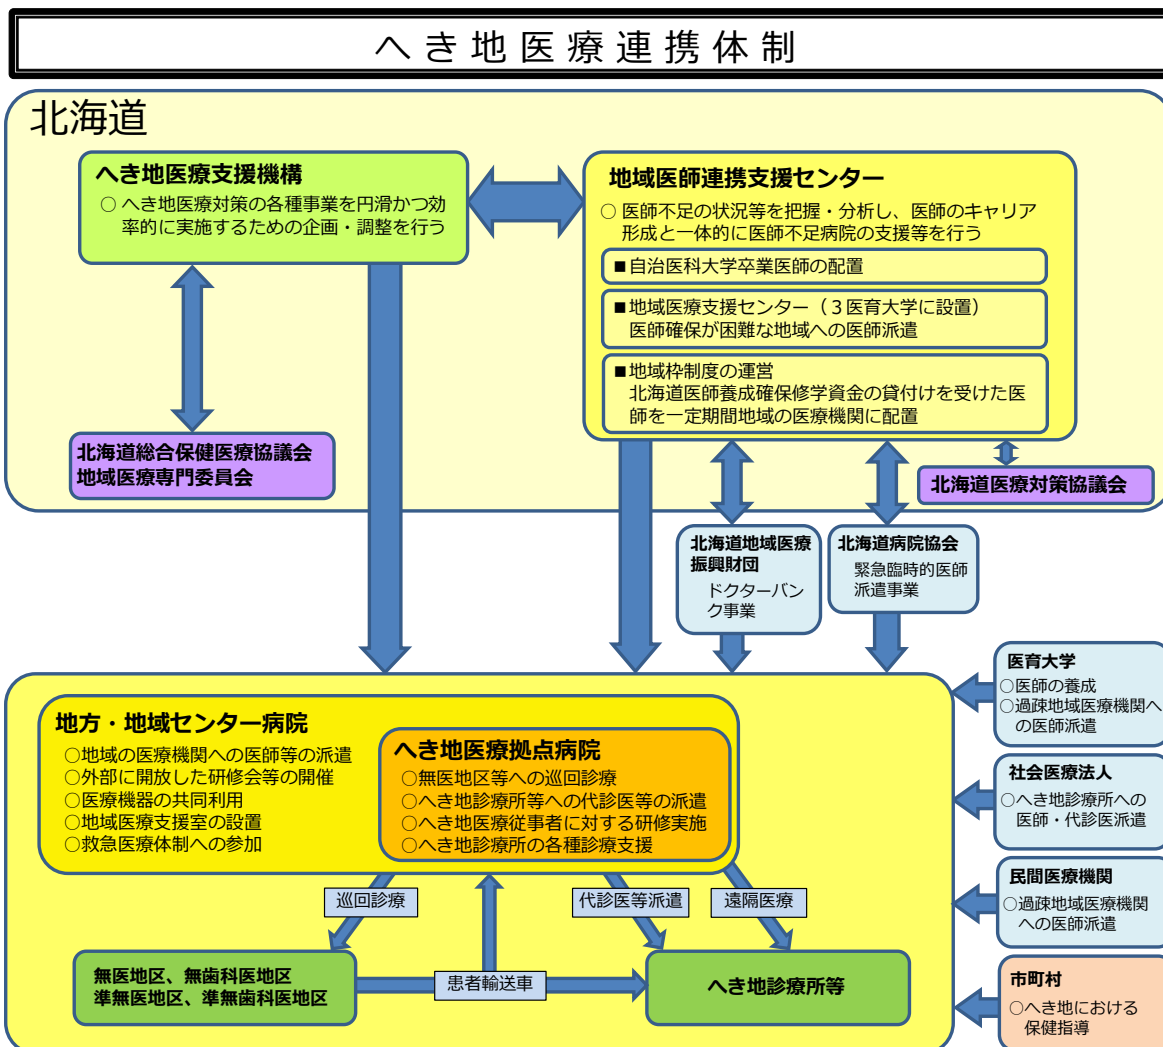 へき地医療連携体制
北海道
へき地医療支援機構
○ へき地医療対策の各種事業を円滑かつ効
率的に実施するための企画・調整を行う
地域医師連携支援センター
○ 医師不足の状況等を把握・分析し、医師のキャリア
形成と一体的に医師不足病院の支援等を行う
■自治医科大学卒業医師の配置
■地域医療支援センター（３医育大学に設置）
医師確保が困難な地域への医師派遣
■地域枠制度の運営
北海道医師養成確保修学資金の貸付けを受けた医
師を一定期間地域の医療機関に配置
北海道総合保健医療協議会
地域医療専門委員会
北海道医療対策協議会
北海道地域医療
振興財団
ドクターバン
ク事業
北海道病院協会
緊急臨時的医師
派遣事業
地方・地域センター病院
○地域の医療機関への医師等の派遣
○外部に開放した研修会等の開催
○医療機器の共同利用
○地域医療支援室の設置
○救急医療体制への参加
へき地医療拠点病院
○無医地区等への巡回診療
○へき地診療所等への代診医等の派遣
○へき地医療従事者に対する研修実施
○へき地診療所の各種診療支援
巡回診療
代診医等派遣
遠隔医療
無医地区、無歯科医地区
準無医地区、準無歯科医地区
患者輸送車
へき地診療所等
医育大学
○医師の養成
○過疎地域医療機関へ
の医師派遣
社会医療法人
○へき地診療所への
医師・代診医派遣
民間医療機関
○過疎地域医療機関
への医師派遣
市町村
○へき地における
保健指導